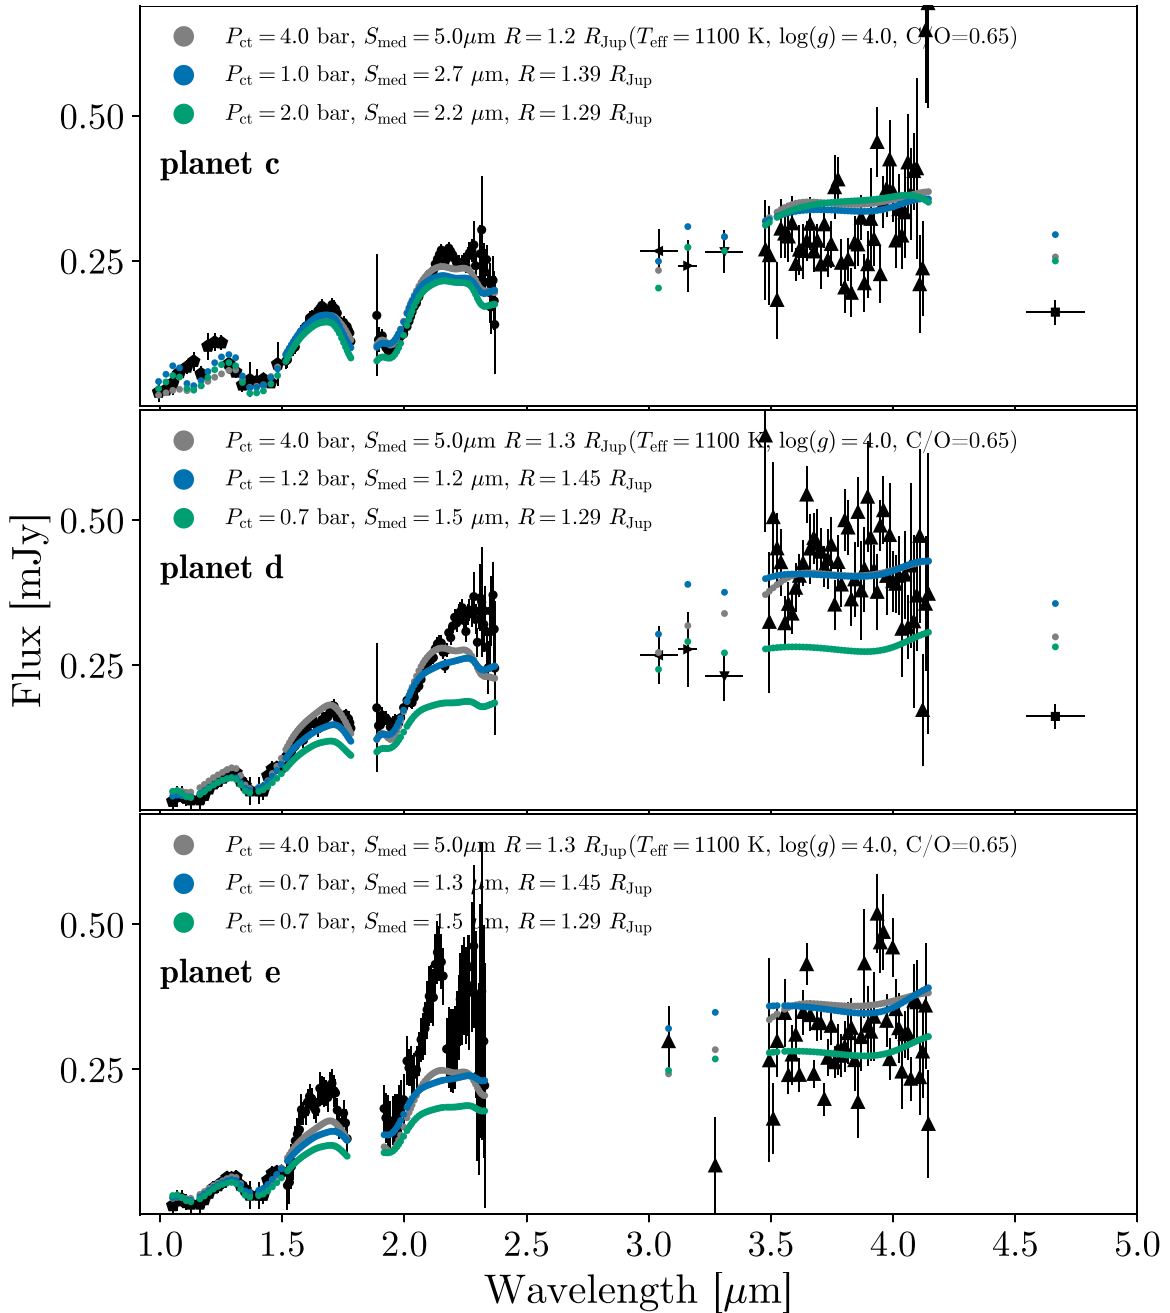 P_ct = 4.0 bar, S_med = 5.0μm R = 1.2 R_Jup(T_eff = 1100 K, log(g) = 4.0, C/O=0.65)
P_ct = 1.0 bar, S_med = 2.7 μm, R = 1.39 R_Jup
0.50
P_ct = 2.0 bar, S_med = 2.2 μm, R = 1.29 R_Jup
planet c
0.25
P_ct = 4.0 bar, S_med = 5.0μm R = 1.3 R_Jup(T_eff = 1100 K, log(g) = 4.0, C/O=0.65)
P_ct = 1.2 bar, S_med = 1.2 μm, R = 1.45 R_Jup
0.50
P_ct = 0.7 bar, S_med = 1.5 μm, R = 1.29 R_Jup
planet d
Flux [mJy]
0.25
P_ct = 4.0 bar, S_med = 5.0μm R = 1.3 R_Jup(T_eff = 1100 K, log(g) = 4.0, C/O=0.65)
P_ct = 0.7 bar, S_med = 1.3 μm, R = 1.45 R_Jup
0.50
P_ct = 0.7 bar, S_med = 1.5 μm, R = 1.29 R_Jup
planet e
0.25
1.0 1.5 2.0 2.5 3.0 3.5 4.0 4.5 5.0
Wavelength [μm]